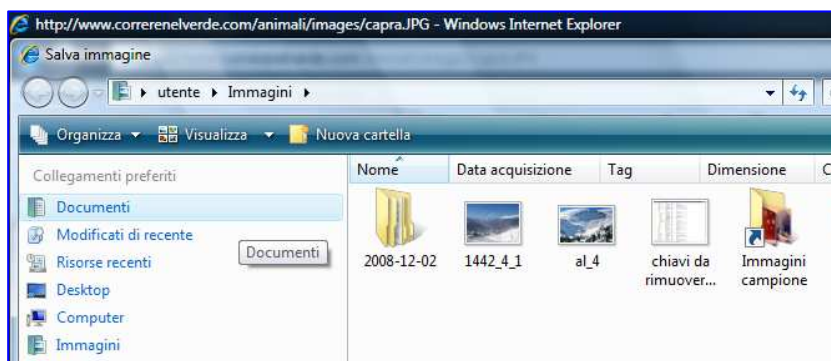 http://www.correrenelverde.com/animali/images/capra.JPG - Windows Internet Explorer
Salva immagine
utente Immagini
Organizza Visualizza Nuova cartella
Collegamenti preferiti
Documenti
Modificati di recente
Risorse recenti
Desktop
Computer
Immagini
Documenti
Nome Data acquisizione Tag Dimensione
2008-12-02 1442_4_1 al_4 chiavi da rimuover... Immagini campione